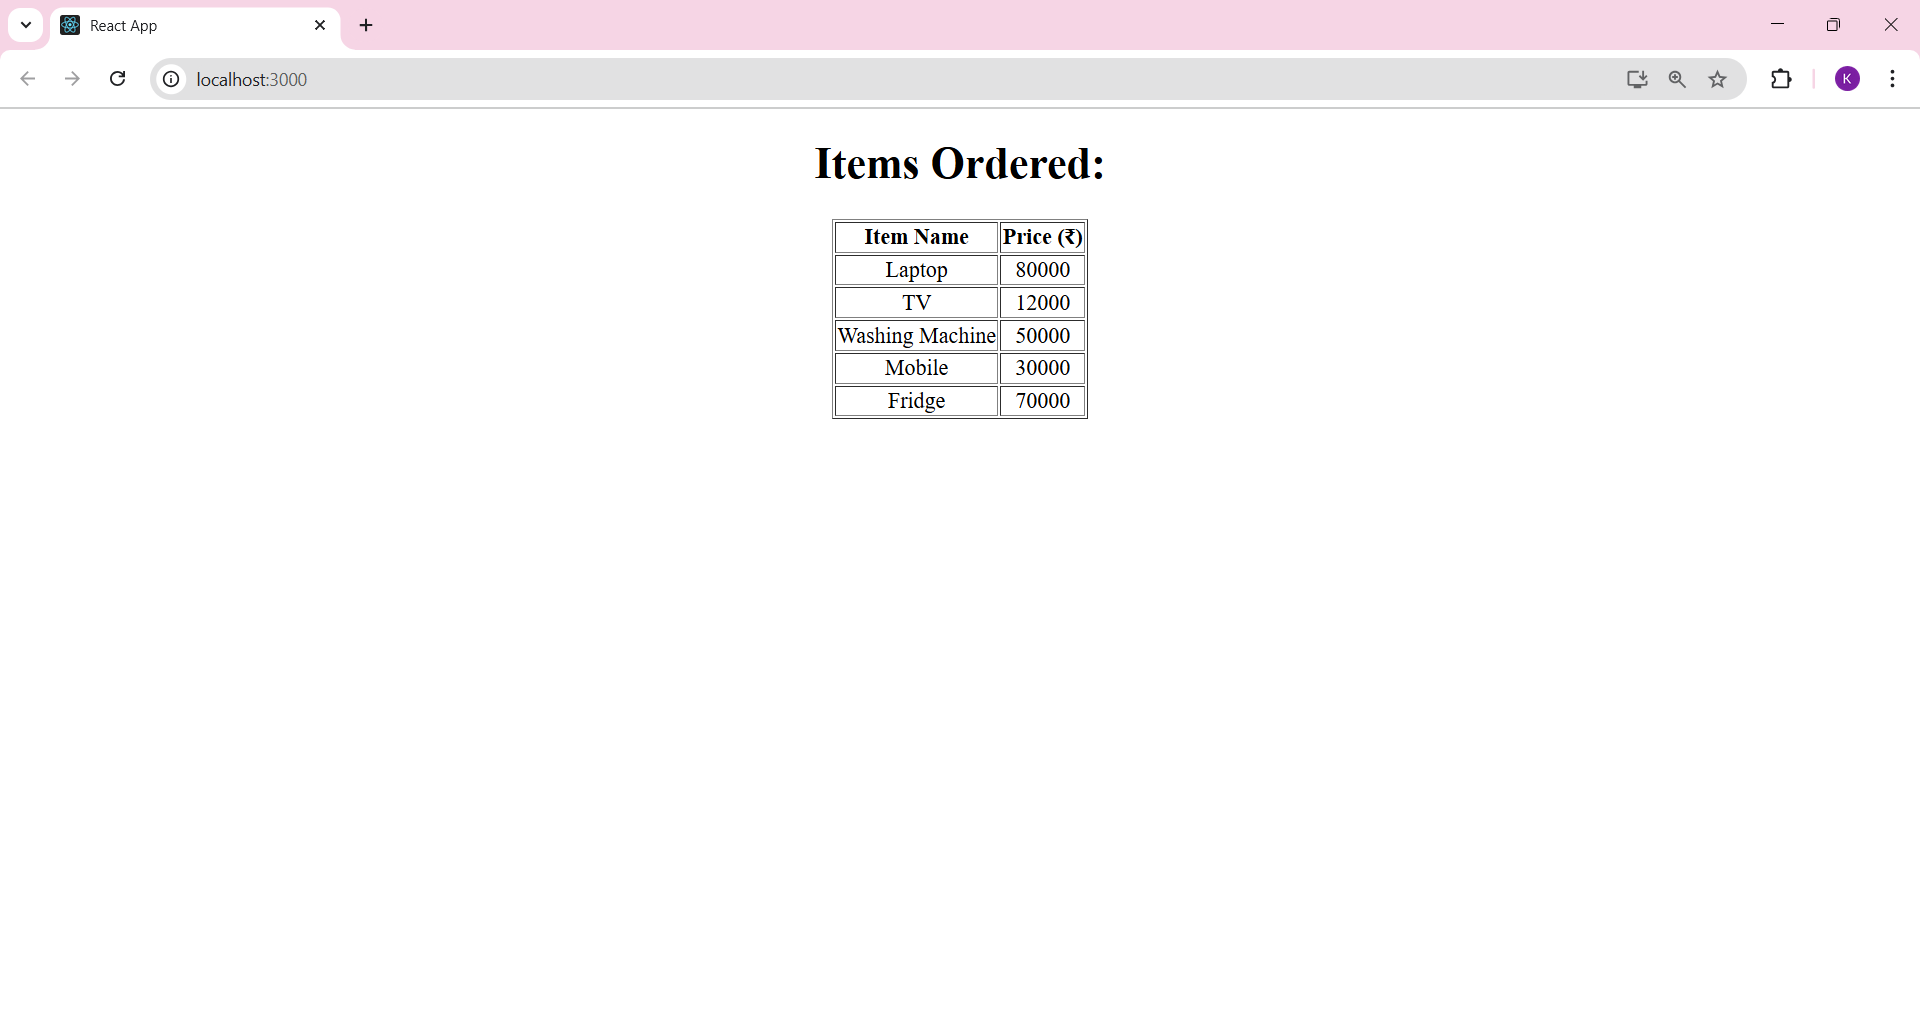 React App
localhost:3000
K
Items Ordered:
Item Name Price (₹)
Laptop 80000
TV 12000
Washing Machine 50000
Mobile 30000
Fridge 70000